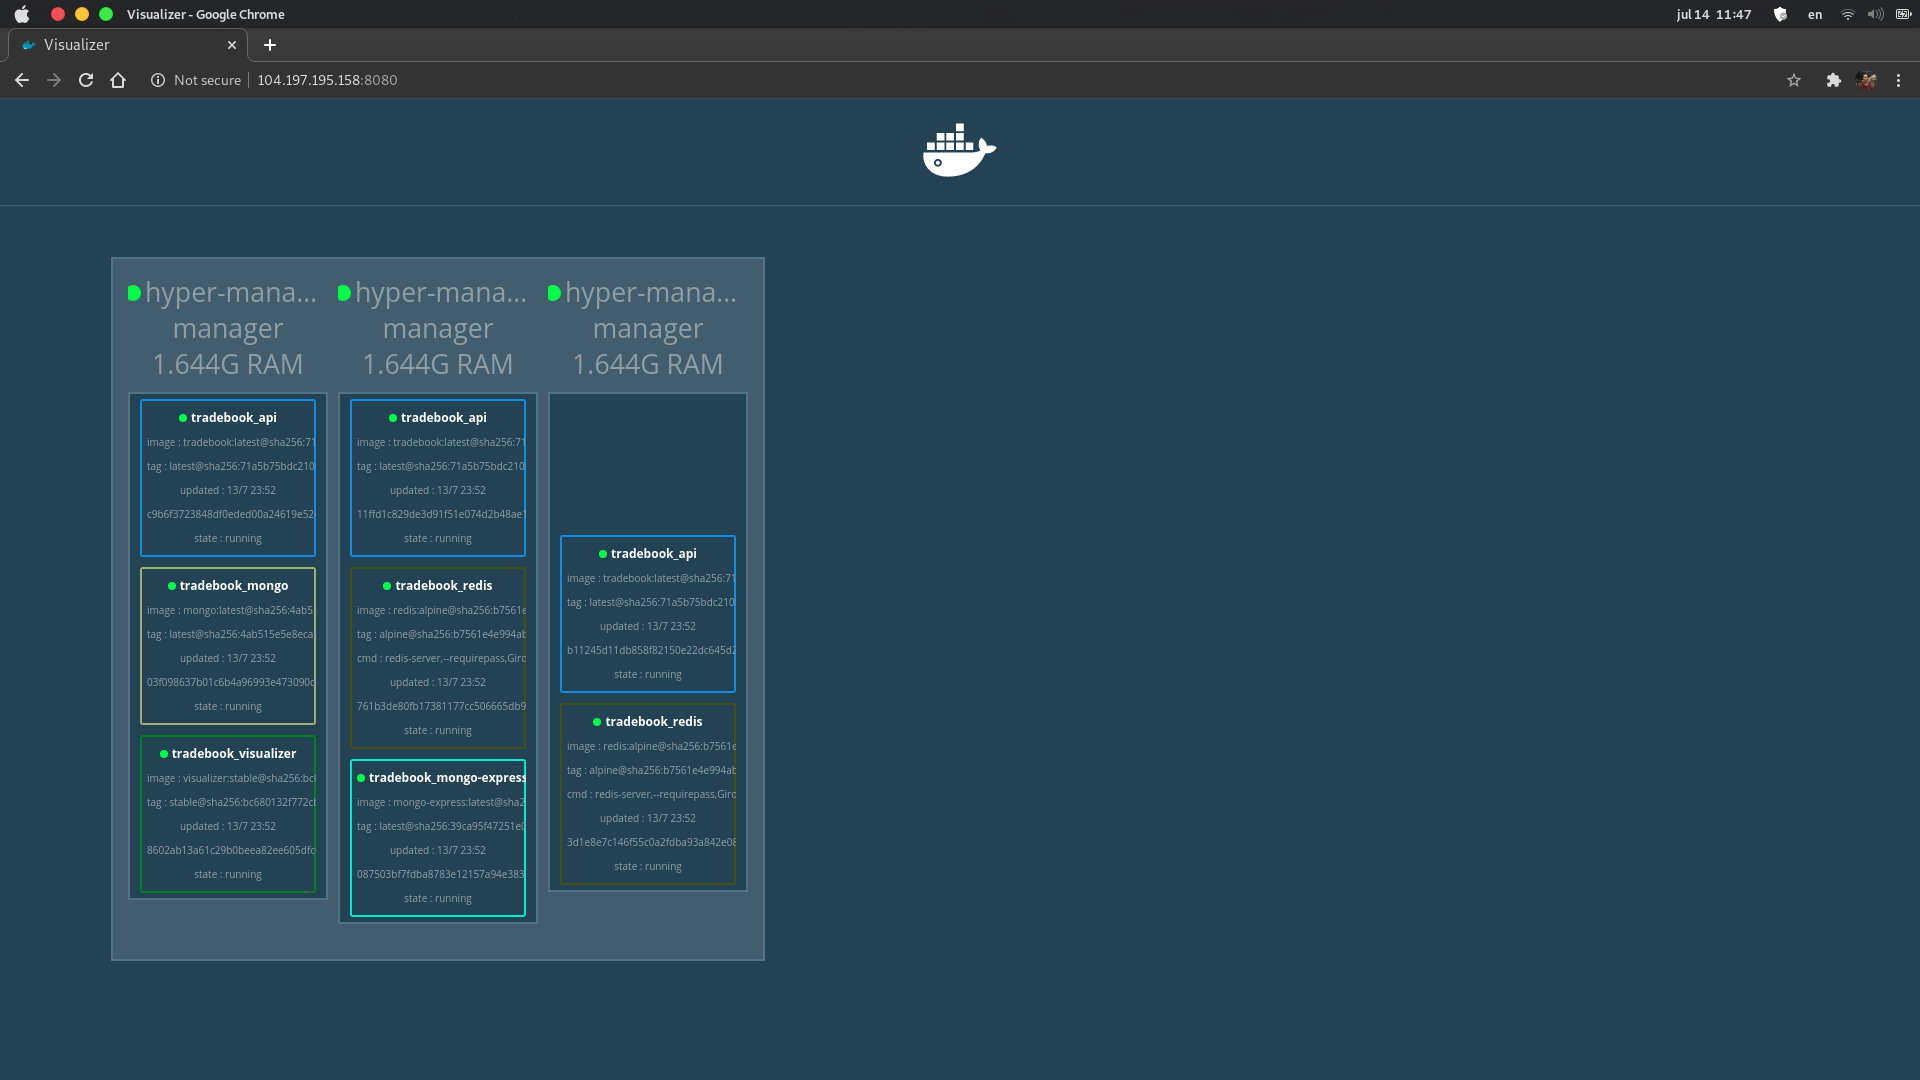 Visualizer - Google Chrome
jul 14 11:47
en
Visualizer
Not secure
104.197.195.158:8080
hyper-mana...
manager
1.644G RAM
tradebook_api
image : tradebook:latest@sha256:71
tag : latest@sha256:71a5b75bdc210
updated : 13/7 23:52
c9b6f3723848df0eded00a24619e52
state : running
tradebook_mongo
image : mongo:latest@sha256:4ab5
tag : latest@sha256:4ab515e5e8eca
updated : 13/7 23:52
03f098637b01c6b4a96993e473090c
state : running
tradebook_visualizer
image : visualizer:stable@sha256:bc
tag : stable@sha256:bc680132f772c
updated : 13/7 23:52
8602ab13a61c29b0beea82ee605dfc
state : running
hyper-mana...
manager
1.644G RAM
tradebook_api
image : tradebook:latest@sha256:71
tag : latest@sha256:71a5b75bdc210
updated : 13/7 23:52
11ffd1c829de3d91f51e074d2b48ae1
state : running
tradebook_redis
image : redis:alpine@sha256:b7561e
tag : alpine@sha256:b7561e4e994ab
cmd : redis-server,--requirepass,Giro
updated : 13/7 23:52
761b3de80fb17381177cc506665db9
state : running
tradebook_mongo-express
image : mongo-express:latest@sha2
tag : latest@sha256:39ca95f47251e0
updated : 13/7 23:52
087503bf7fdba8783e12157a94e383
state : running
hyper-mana...
manager
1.644G RAM
tradebook_api
image : tradebook:latest@sha256:71
tag : latest@sha256:71a5b75bdc210
updated : 13/7 23:52
b11245d11db858f82150e22dc645d2
state : running
tradebook_redis
image : redis:alpine@sha256:b7561e
tag : alpine@sha256:b7561e4e994ab
cmd : redis-server,--requirepass,Giro
updated : 13/7 23:52
3d1e8e7c146f55c0a2fdba93a842e08
state : running